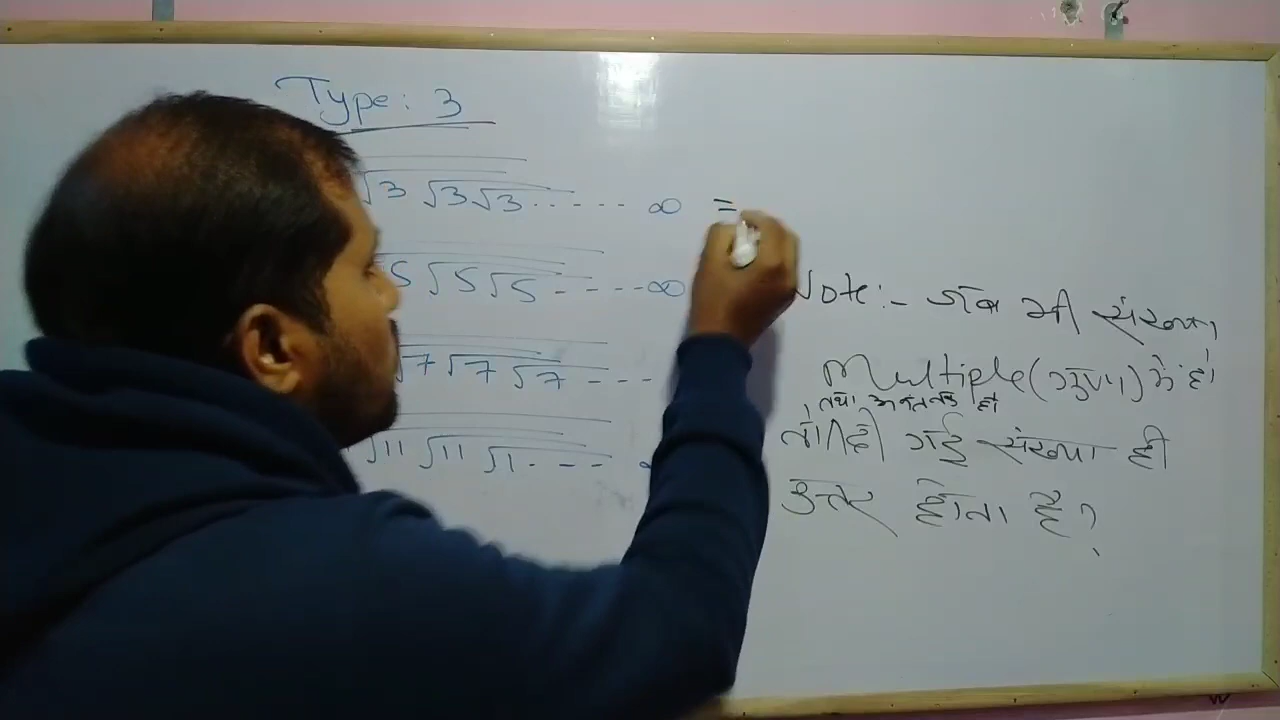 Type: 3
√3 √3√3...... ∞ =
5 √5√5 - - - - ∞
√7√7 √7 - - - -
√11 √11 √1 - - - -
Note:- जब भी संख्या
Multiple(गुणा) में हो
तथा अनन्त तक हो
तो दी गई संख्या ही
उत्तर होता है?